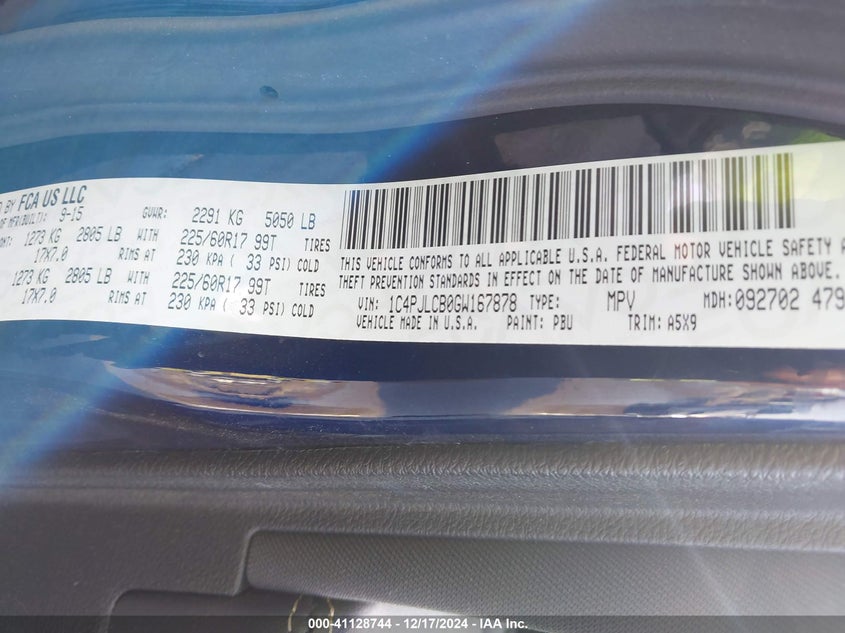 D BY FCA US LLC
OF MFR(BUILT): 9-15 GVWR: 2291 KG 5050 LB
ONT: 1273 KG 2805 LB WITH 225/60R17 99T TIRES
17X7.0 RIMS AT 230 KPA ( 33 PSI) COLD
1273 KG 2805 LB WITH 225/60R17 99T TIRES
17X7.0 RIMS AT 230 KPA ( 33 PSI) COLD
THIS VEHICLE CONFORMS TO ALL APPLICABLE U.S.A. FEDERAL MOTOR VEHICLE SAFETY A
THEFT PREVENTION STANDARDS IN EFFECT ON THE DATE OF MANUFACTURE SHOWN ABOVE.
VIN: 1C4PJLCB0GW167878 TYPE: MPV MDH: 092702 479
VEHICLE MADE IN U.S.A. PAINT: PBU TRIM: A5X9
000-41128744 / 12/17/2024 - IAA Inc.